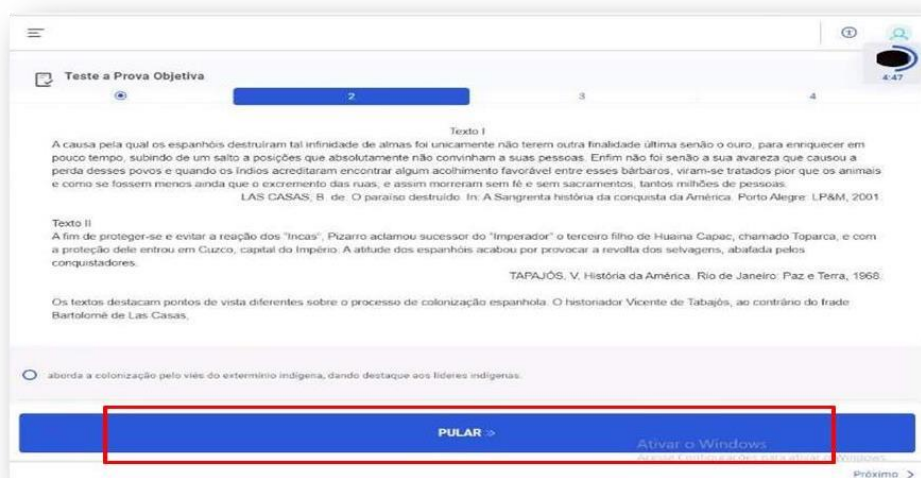 Teste a Prova Objetiva
4:47
2
3
4
Texto I
A causa pela qual os espanhóis destruíram tal infinidade de almas foi unicamente não terem outra finalidade última senão o ouro, para enriquecer em
pouco tempo, subindo de um salto a posições que absolutamente não convinham a suas pessoas. Enfim não foi senão a sua avareza que causou a
perda desses povos e quando os índios acreditaram encontrar algum acolhimento favorável entre esses bárbaros, viram-se tratados pior que os animais
e como se fossem menos ainda que o excremento das ruas; e assim morreram sem fé e sem sacramentos, tantos milhões de pessoas.
LAS CASAS, B. de. O paraíso destruído. In: A Sangrenta história da conquista da América. Porto Alegre: LP&M, 2001.
Texto II
A fim de proteger-se e evitar a reação dos "Incas", Pizarro aclamou sucessor do "Imperador" o terceiro filho de Huaina Capac, chamado Toparca, e com
a proteção dele entrou em Cuzco, capital do Império. A atitude dos espanhóis acabou por provocar a revolta dos selvagens, abafada pelos
conquistadores.
TAPAJÓS, V. História da América. Rio de Janeiro: Paz e Terra, 1968.
Os textos destacam pontos de vista diferentes sobre o processo de colonização espanhola. O historiador Vicente de Tabajós, ao contrário do frade
Bartolomé de Las Casas,
aborda a colonização pelo viés do extermínio indígena, dando destaque aos líderes indígenas.
PULAR »
Ativar o Windows
Acesse Configurações para ativar o Windows.
Próximo >